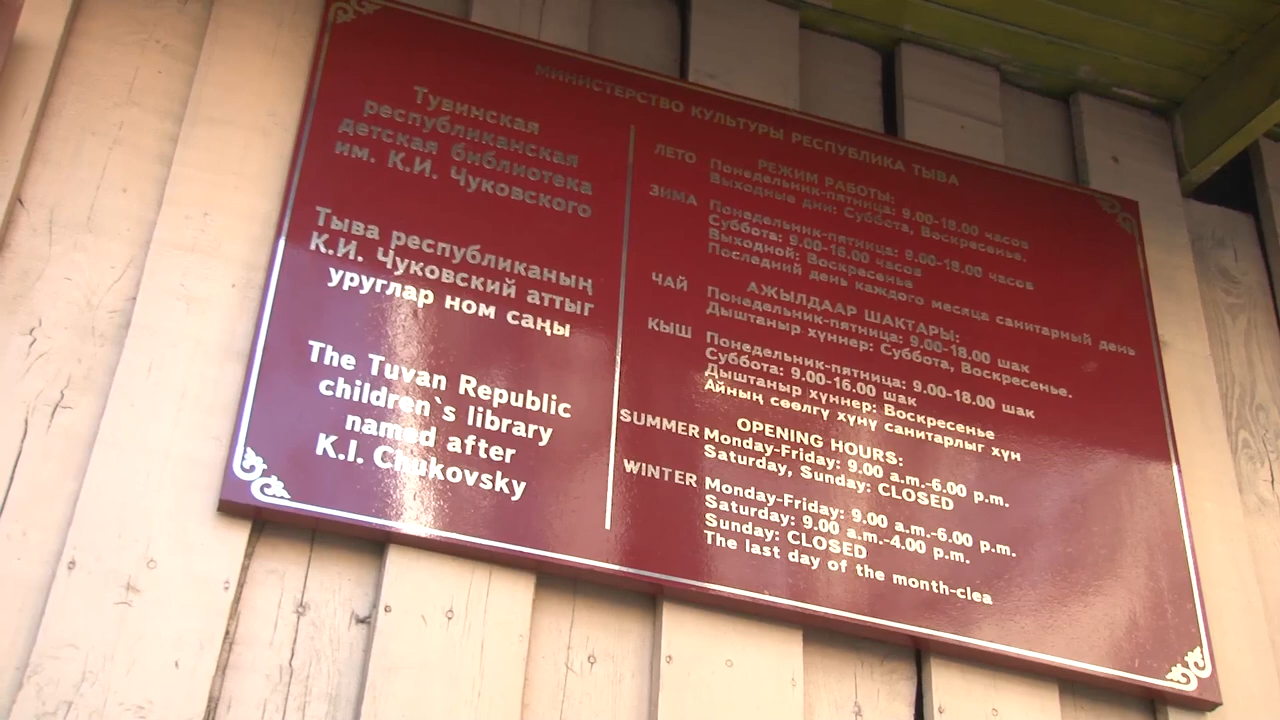 МИНИСТЕРСТВО КУЛЬТУРЫ РЕСПУБЛИКА ТЫВА
Тувинская
республиканская
детская библиотека
им. К.И. Чуковского
Тыва республиканың
К.И. Чуковский аттыг
уруглар ном саңы
The Tuvan Republic
children`s library
named after
K.I. Chukovsky
РЕЖИМ РАБОТЫ:
ЛЕТО Понедельник-пятница: 9.00-18.00 часов
Выходные дни: Суббота, Воскресенье.
ЗИМА Понедельник-пятница: 9.00-18.00 часов
Суббота: 9.00-16.00 часов
Выходной: Воскресенье
Последний день каждого месяца санитарный день
АЖЫЛДААР ШАКТАРЫ:
ЧАЙ Понедельник-пятница: 9.00-18.00 шак
Дыштаныр хүннер: Суббота, Воскресенье.
КЫШ Понедельник-пятница: 9.00-18.00 шак
Суббота: 9.00-16.00 шак
Дыштаныр хүннер: Воскресенье
Айның сөөлгү хүнү санитарлыг хүн
OPENING HOURS:
SUMMER Monday-Friday: 9.00 a.m.-6.00 p.m.
Saturday, Sunday: CLOSED
WINTER Monday-Friday: 9.00 a.m.-6.00 p.m.
Saturday: 9.00 a.m.-4.00 p.m.
Sunday: CLOSED
The last day of the month-clea